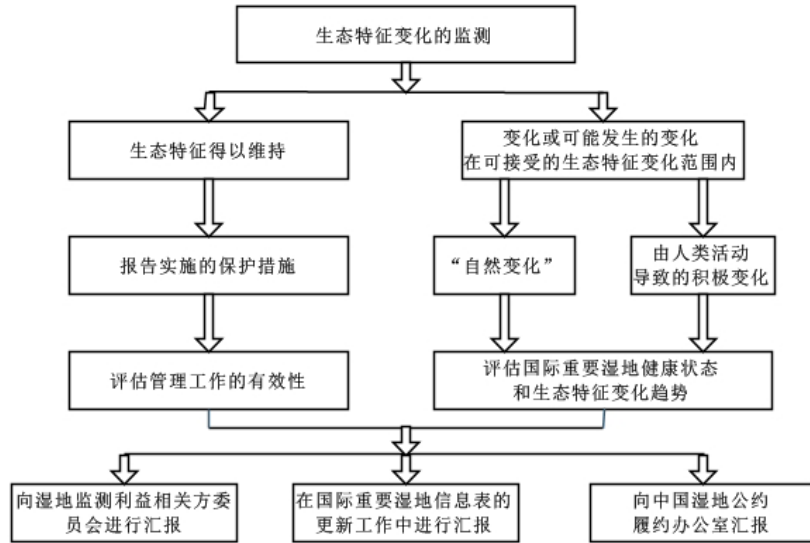 生态特征变化的监测
生态特征得以维持
变化或可能发生的变化
在可接受的生态特征变化范围内
报告实施的保护措施
“自然变化”
由人类活动
导致的积极变化
评估管理工作的有效性
评估国际重要湿地健康状态
和生态特征变化趋势
向湿地监测利益相关方委
员会进行汇报
在国际重要湿地信息表的
更新工作中进行汇报
向中国湿地公约
履约办公室汇报